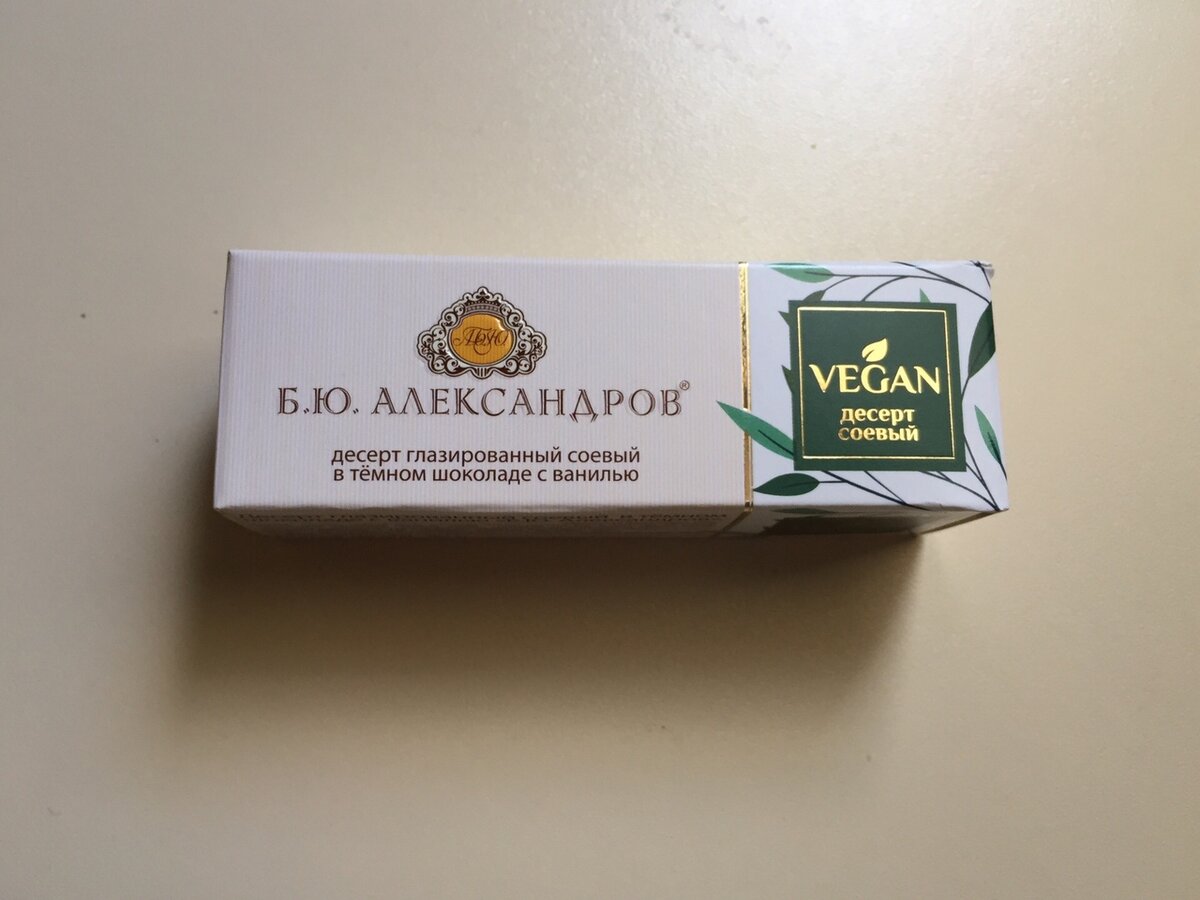 Б.Ю. АЛЕКСАНДРОВ®
десерт глазированный соевый
в тёмном шоколаде с ванилью
VEGAN
десерт
соевый